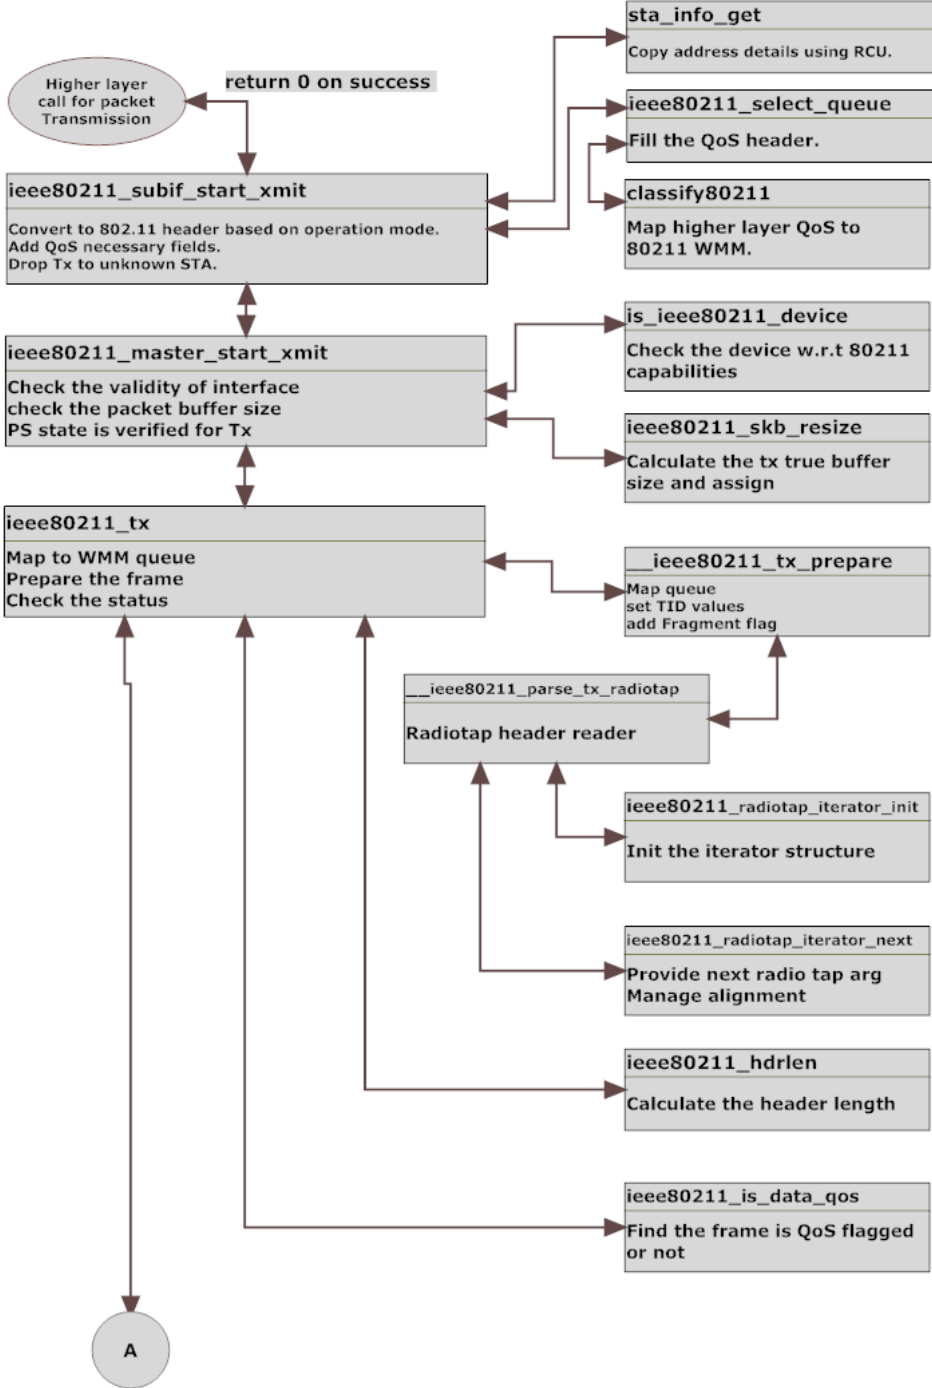 sta_info_get
Copy address details using RCU.
Higher layer
call for packet
Transmission
return 0 on success
ieee80211_select_queue
Fill the QoS header.
ieee80211_subif_start_xmit
Convert to 802.11 header based on operation mode.
Add QoS necessary fields.
Drop Tx to unknown STA.
classify80211
Map higher layer QoS to
80211 WMM.
ieee80211_master_start_xmit
Check the validity of interface
check the packet buffer size
PS state is verified for Tx
is_ieee80211_device
Check the device w.r.t 80211
capabilities
ieee80211_skb_resize
Calculate the tx true buffer
size and assign
ieee80211_tx
Map to WMM queue
Prepare the frame
Check the status
__ieee80211_tx_prepare
Map queue
set TID values
add Fragment flag
__ieee80211_parse_tx_radiotap
Radiotap header reader
ieee80211_radiotap_iterator_init
Init the iterator structure
ieee80211_radiotap_iterator_next
Provide next radio tap arg
Manage alignment
ieee80211_hdrlen
Calculate the header length
ieee80211_is_data_qos
Find the frame is QoS flagged
or not
A